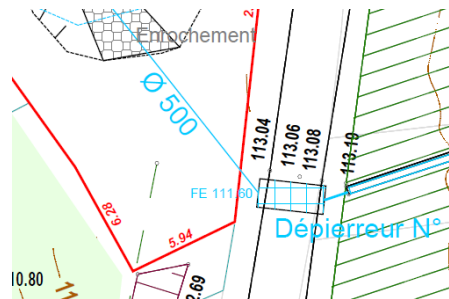 Enrochement
2.
Ø 500
113.04
113.06
113.08
113.19
FE 111.60
6.28
5.94
Dépierreur N°
10.80
2.69